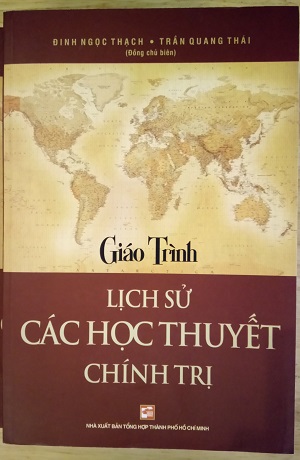 ĐINH NGỌC THẠCH • TRẦN QUANG THÁI
(Đồng chủ biên)
Giáo Trình
LỊCH SỬ
CÁC HỌC THUYẾT
CHÍNH TRỊ
NHÀ XUẤT BẢN TỔNG HỢP THÀNH PHỐ HỒ CHÍ MINH